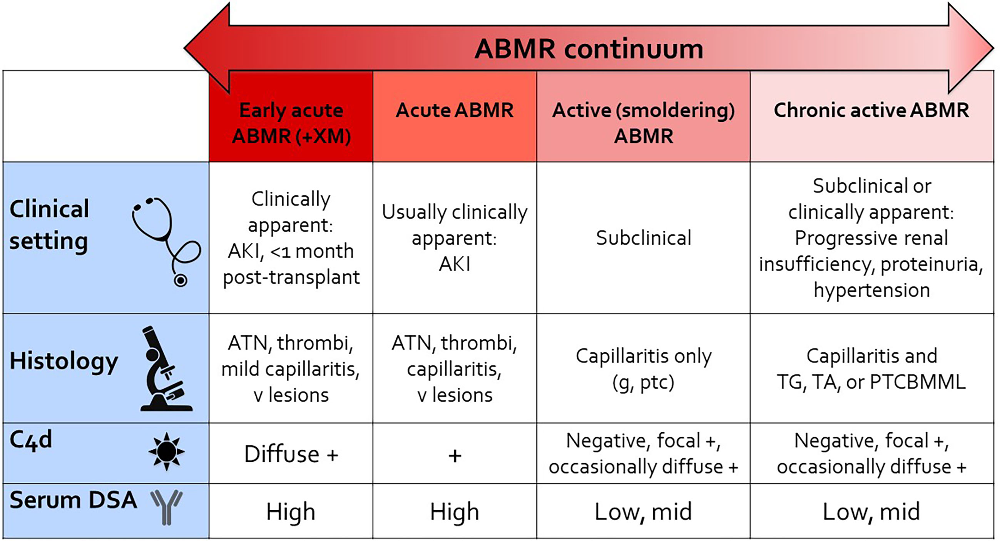 ABMR continuum
Early acute
ABMR (+XM)
Acute ABMR
Active (smoldering)
ABMR
Chronic active ABMR
Clinical
setting
Clinically
apparent:
AKI, <1 month
post-transplant
Usually clinically
apparent:
AKI
Subclinical
Subclinical or
clinically apparent:
Progressive renal
insufficiency, proteinuria,
hypertension
Histology
ATN, thrombi,
mild capillaritis,
v lesions
ATN, thrombi,
capillaritis,
v lesions
Capillaritis only
(g, ptc)
Capillaritis and
TG, TA, or PTCBMML
C4d
Diffuse +
+
Negative, focal +,
occasionally diffuse +
Negative, focal +,
occasionally diffuse +
Serum DSA
High
High
Low, mid
Low, mid